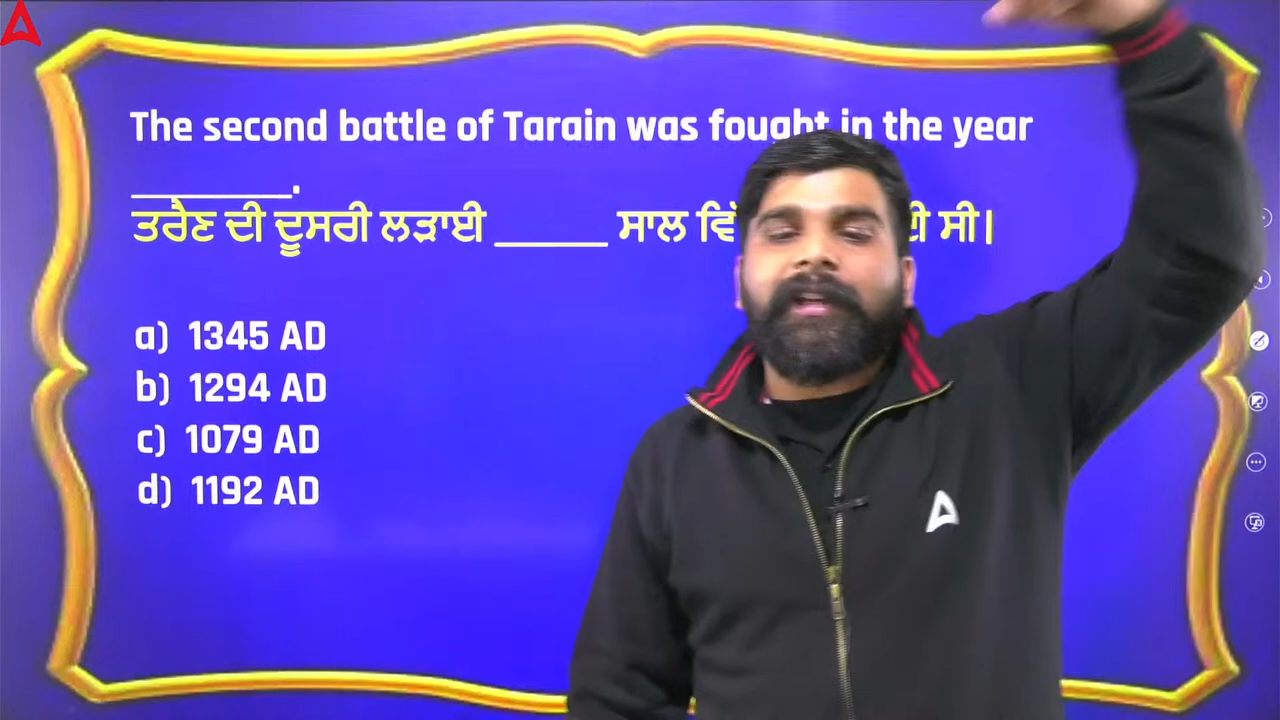 The second battle of Tarain was fought in the year
________.
ਤਰੈਣ ਦੀ ਦੂਸਰੀ ਲੜਾਈ _____ ਸਾਲ ਸੀ।
a) 1345 AD
b) 1294 AD
c) 1079 AD
d) 1192 AD